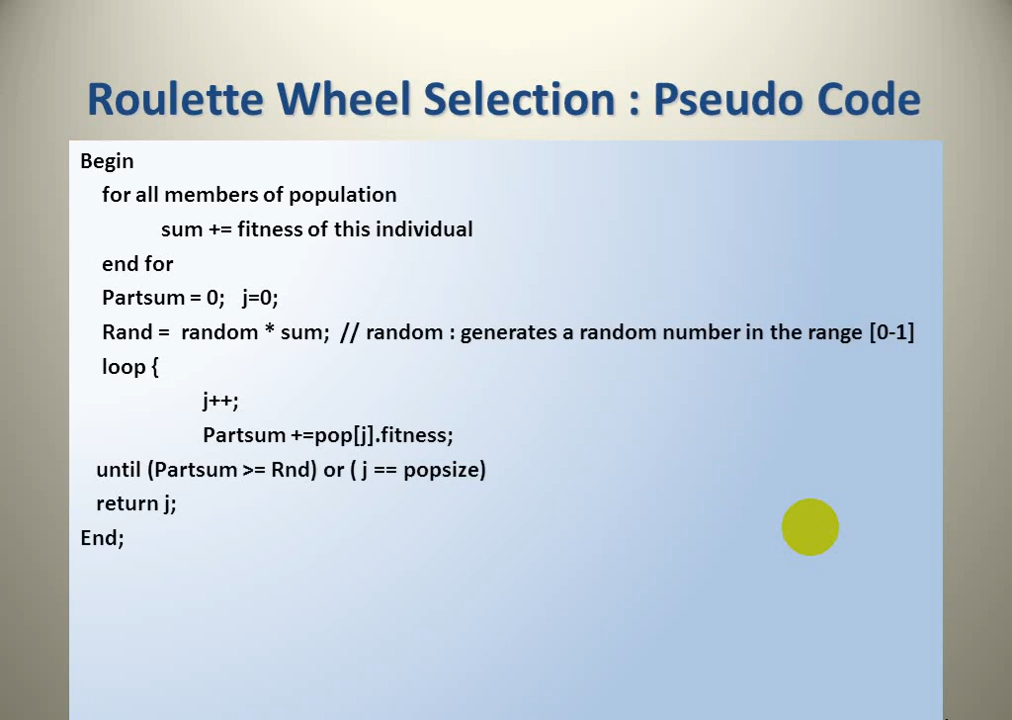 Roulette Wheel Selection : Pseudo Code
Begin
for all members of population
sum += fitness of this individual
end for
Partsum = 0; j=0;
Rand = random * sum; // random : generates a random number in the range [0-1]
loop {
j++;
Partsum +=pop[j].fitness;
until (Partsum >= Rnd) or ( j == popsize)
return j;
End;